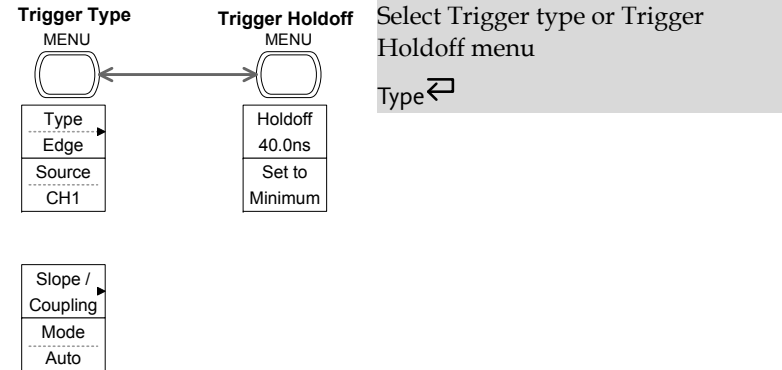 Trigger Type
MENU
Type
Edge
Source
CH1
Slope /
Coupling
Mode
Auto
Trigger Holdoff
MENU
Holdoff
40.0ns
Set to
Minimum
Select Trigger type or Trigger
Holdoff menu
Type